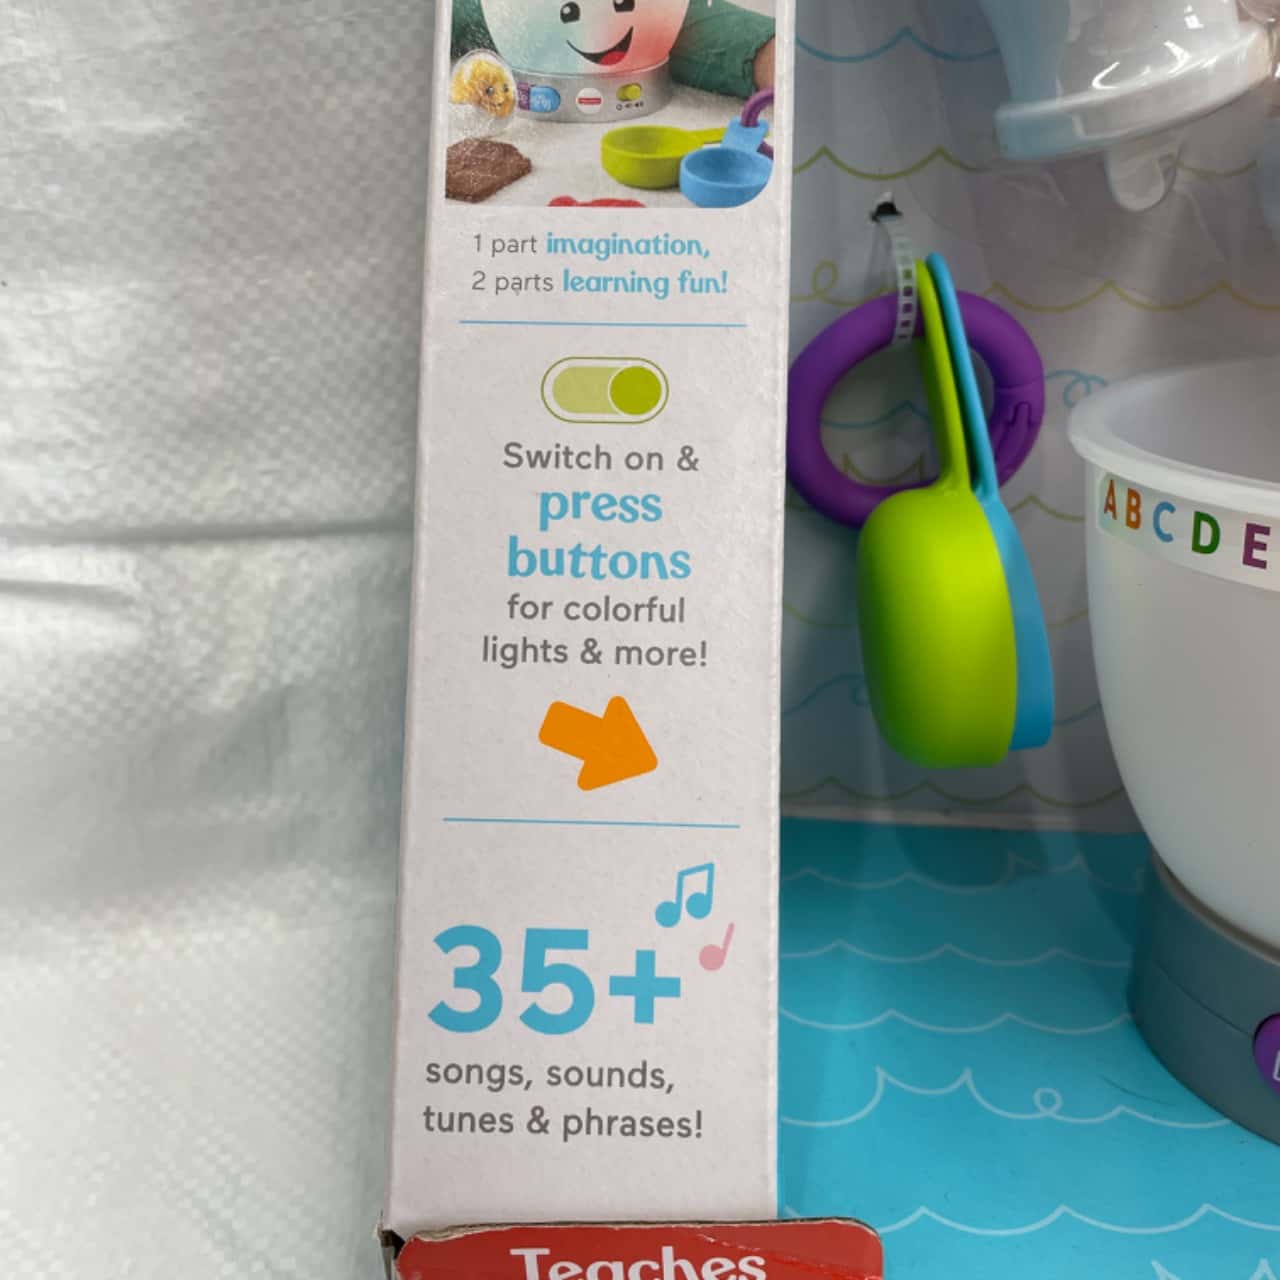 1 part imagination,
2 parts learning fun!
Switch on &
press
buttons
for colorful
lights & more!
35+
songs, sounds,
tunes & phrases!
Teaches
A B C D E